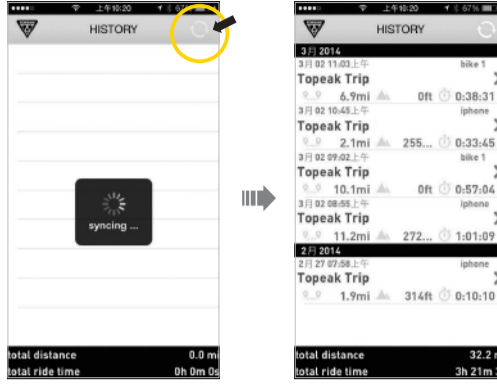 上午10:20
67%
HISTORY
syncing ...
total distance 0.0 mi
total ride time 0h 0m 0s
上午10:20
67%
HISTORY
3月 2014
3月 02 11:03上午 bike 1
Topeak Trip
6.9mi 0ft 0:38:31
3月 02 10:45上午 iphone
Topeak Trip
2.1mi 255... 0:33:45
3月 02 09:02上午 bike 1
Topeak Trip
10.1mi 0ft 0:57:04
3月 02 08:55上午 iphone
Topeak Trip
11.2mi 272... 1:01:09
2月 2014
2月 27 07:58上午 iphone
Topeak Trip
1.9mi 314ft 0:10:10
total distance 32.2
total ride time 3h 21m